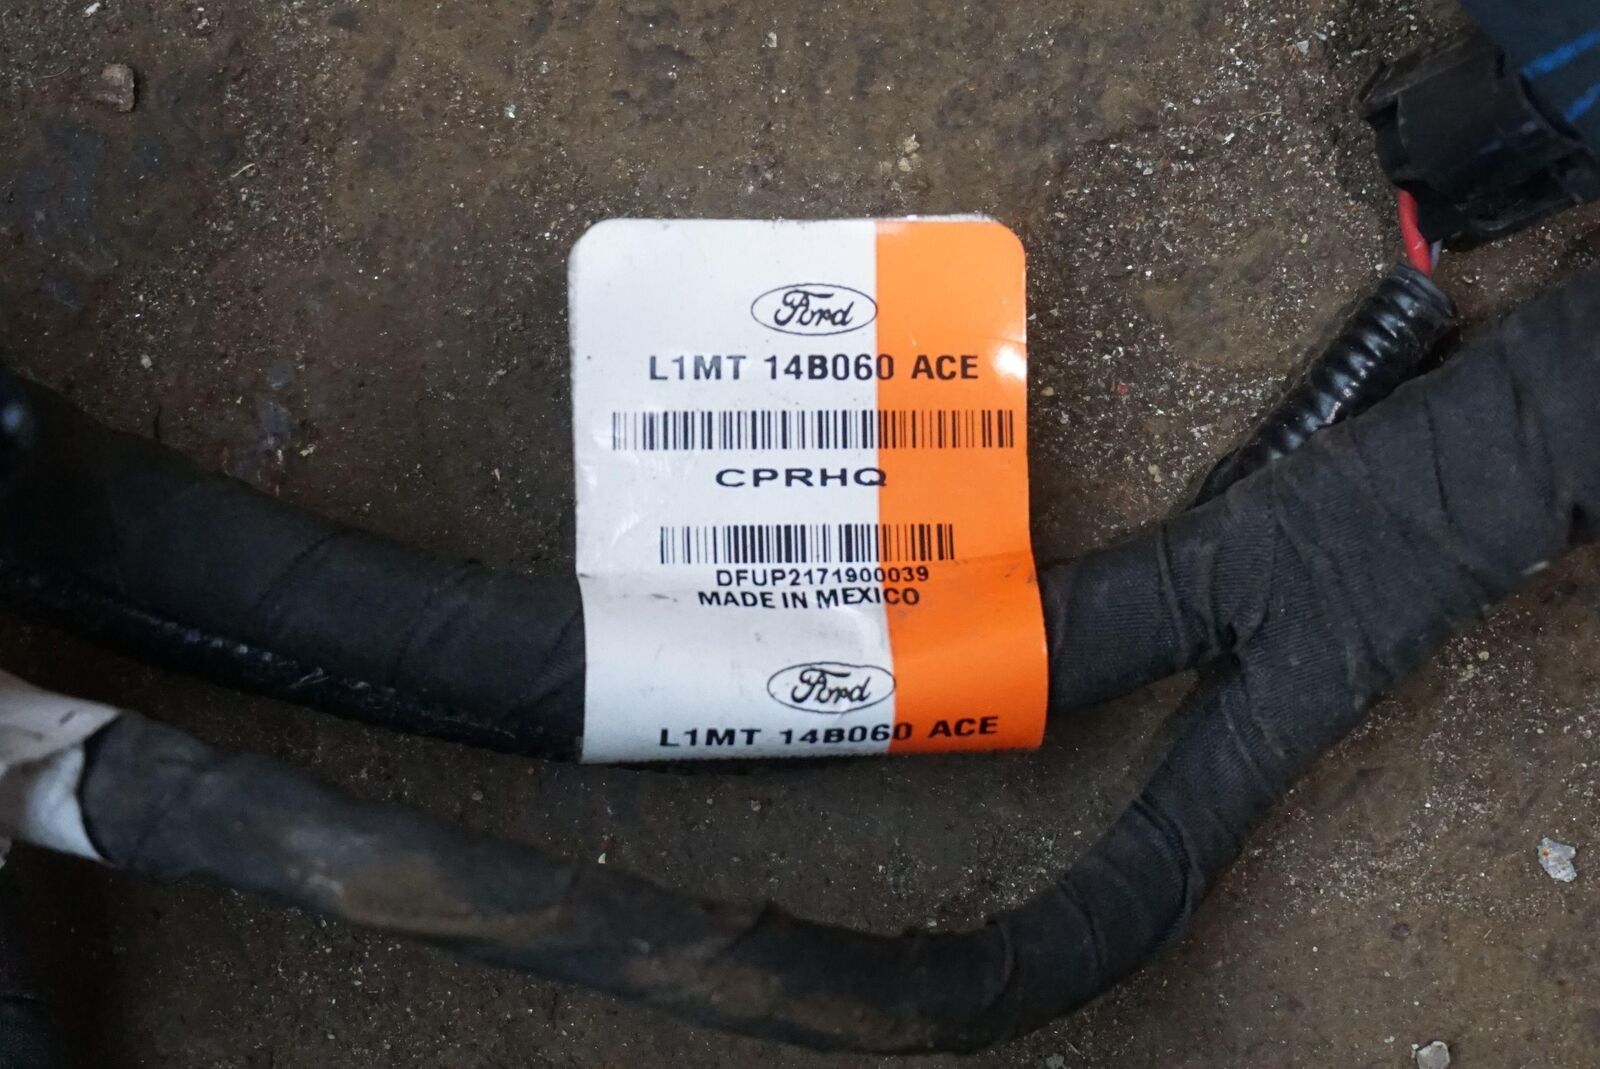 Ford
L1MT 14B060 ACE
CPRHQ
DFUP2171900039
MADE IN MEXICO
Ford
L1MT 14B060 ACE